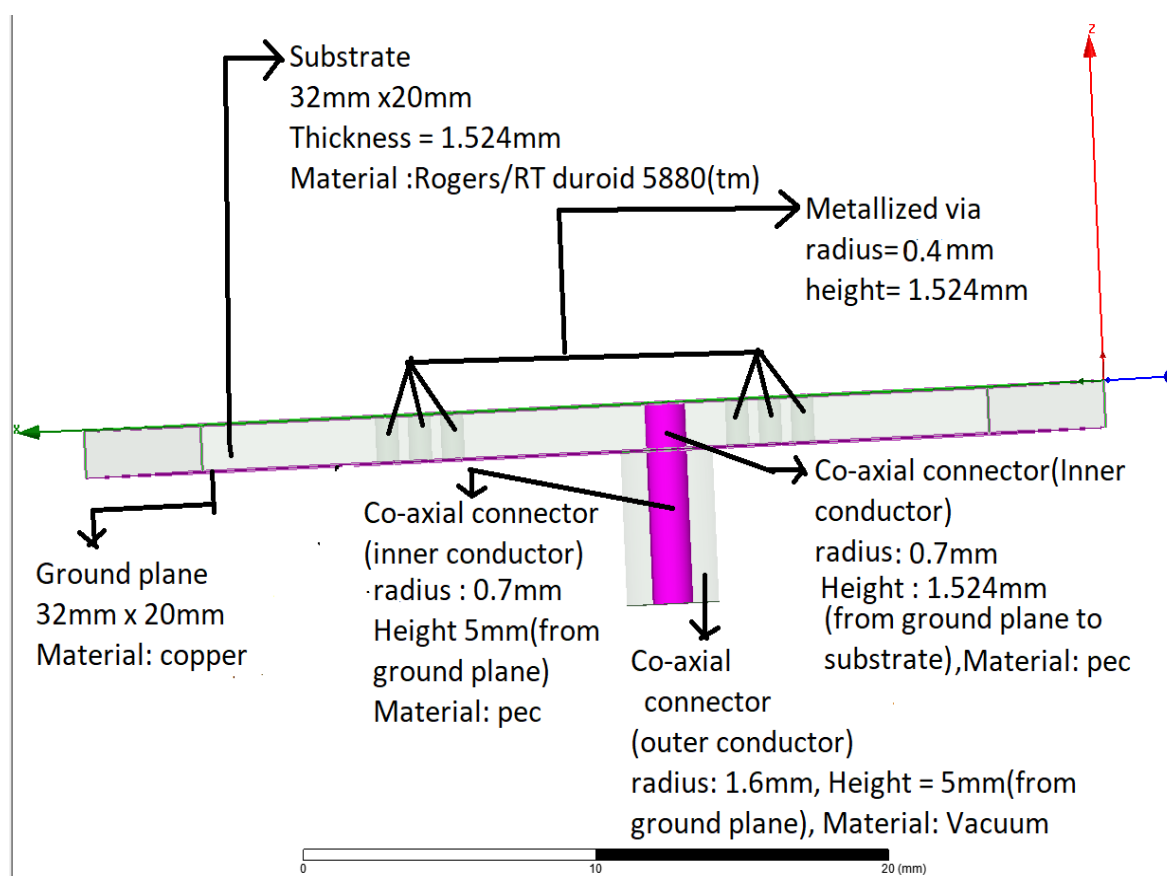 z
Substrate
32mm x20mm
Thickness = 1.524mm
Material :Rogers/RT duroid 5880(tm)
Metallized via
radius= 0.4 mm
height= 1.524mm
x
Co-axial connector
(inner conductor)
radius : 0.7mm
Height 5mm(from
ground plane)
Material: pec
Co-axial connector(Inner
conductor)
radius: 0.7mm
Height : 1.524mm
(from ground plane to
substrate),Material: pec
Ground plane
32mm x 20mm
Material: copper
Co-axial
connector
(outer conductor)
radius: 1.6mm, Height = 5mm(from
ground plane), Material: Vacuum
0
10
20 (mm)